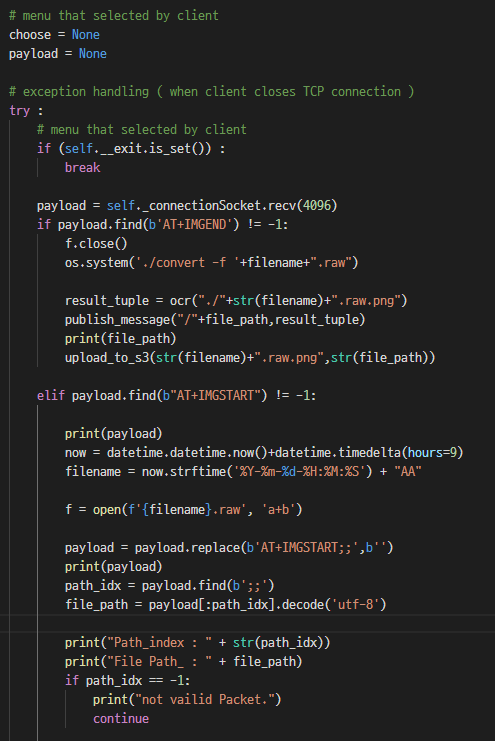 # menu that selected by client
choose = None
payload = None
# exception handling ( when client closes TCP connection )
try :
# menu that selected by client
if (self.__exit.is_set()) :
break
payload = self._connectionSocket.recv(4096)
if payload.find(b'AT+IMGEND') != -1:
f.close()
os.system('./convert -f '+filename+".raw")
result_tuple = ocr("./"+str(filename)+".raw.png")
publish_message("/"+file_path,result_tuple)
print(file_path)
upload_to_s3(str(filename)+".raw.png",str(file_path))
elif payload.find(b"AT+IMGSTART") != -1:
print(payload)
now = datetime.datetime.now()+datetime.timedelta(hours=9)
filename = now.strftime('%Y-%m-%d-%H:%M:%S') + "AA"
f = open(f'{filename}.raw', 'a+b')
payload = payload.replace(b'AT+IMGSTART;;',b'')
print(payload)
path_idx = payload.find(b';;')
file_path = payload[:path_idx].decode('utf-8')
print("Path_index : " + str(path_idx))
print("File Path_ : " + file_path)
if path_idx == -1:
print("not vailid Packet.")
continue